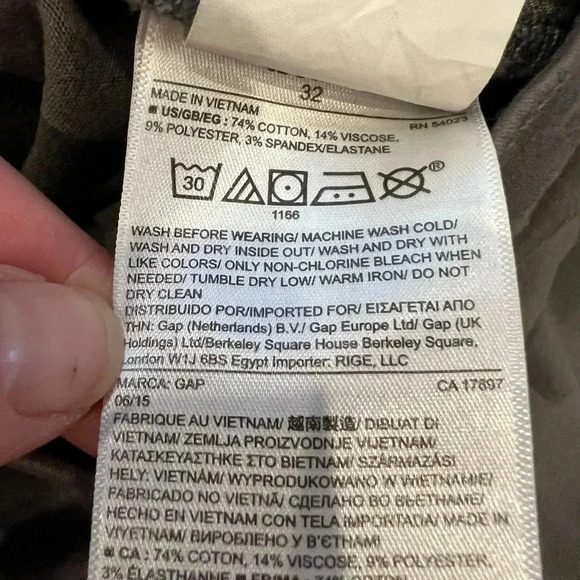 32
MADE IN VIETNAM
RN 54023
■ US/GB/EG : 74% COTTON, 14% VISCOSE,
9% POLYESTER, 3% SPANDEX/ELASTANE
30
®
1166
WASH BEFORE WEARING/ MACHINE WASH COLD/
WASH AND DRY INSIDE OUT/ WASH AND DRY WITH
LIKE COLORS/ ONLY NON-CHLORINE BLEACH WHEN
NEEDED/ TUMBLE DRY LOW/ WARM IRON/ DO NOT
DRY CLEAN
DISTRIBUIDO POR/IMPORTED FOR/ ΕΙΣΑΓΕΤΑΙ ΑΠΟ
ΤΗΝ: Gap (Netherlands) B.V./ Gap Europe Ltd/ Gap (UK
Holdings) Ltd/Berkeley Square House Berkeley Square,
London W1J 6BS Egypt Importer: RIGE, LLC
MARCA: GAP
CA 17897
06/15
FABRIQUE AU VIETNAM/ 越南製造/ DIBUAT DI
VIETNAM/ ZEMLJA PROIZVODNJE VIJETNAM/
ΚΑΤΑΣΚΕΥΑΣΤΗΚΕ ΣΤΟ ΒΙΕΤΝΑΜ/ SZÁRMAZÁSI
HELY: VIETNÁM/ WYPRODUKOWANO W WIETNAMIE/
FABRICADO NO VIETNÃ/ СДЕЛАНО ВО ВЬЕТНАМЕ/
HECHO EN VIETNAM CON TELA IMPORTADA/ MADE IN
VIYETNAM/ ВИРОБЛЕНО У В'ЄТНАМІ
■ CA : 74% COTON, 14% VISCOSE, 9% POLYESTER,
3% ÉLASTHANNE